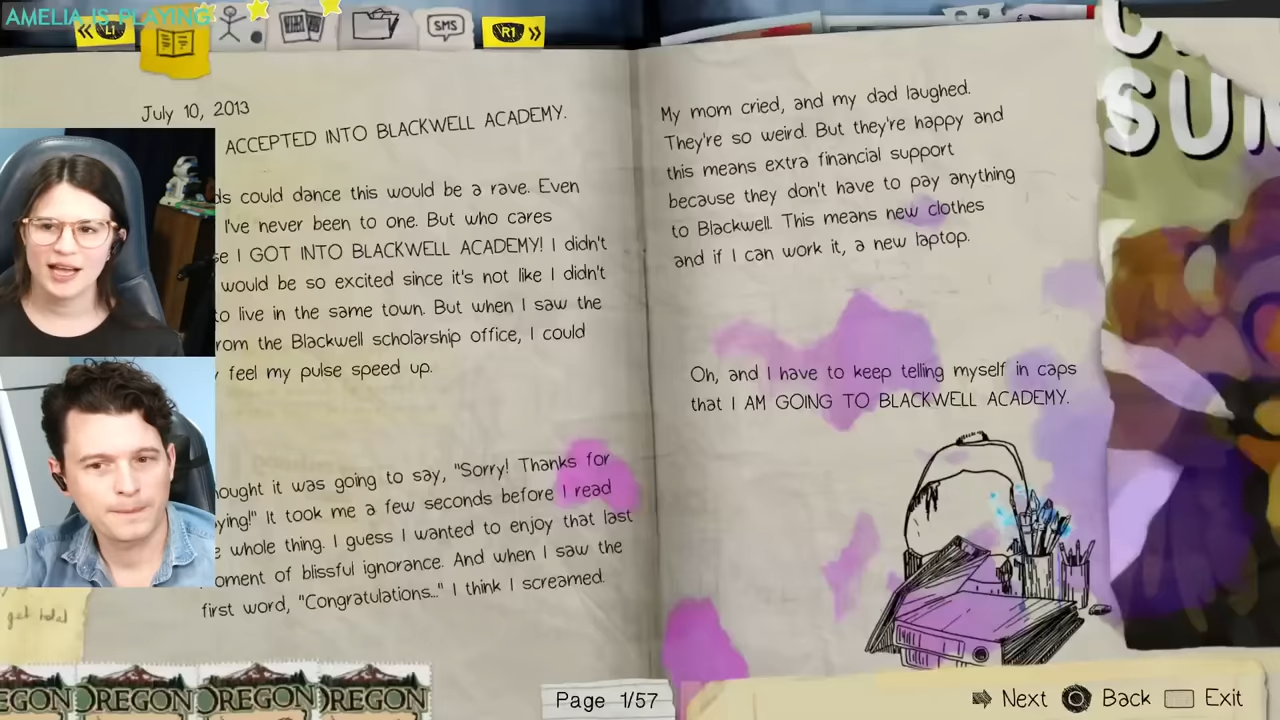 AMELIA IS PLAYING
L1
SMS
R1
July 10, 2013
ACCEPTED INTO BLACKWELL ACADEMY.
could dance this would be a rave. Even
I've never been to one. But who cares
I GOT INTO BLACKWELL ACADEMY! I didn't
would be so excited since it's not like I didn't
live in the same town. But when I saw the
the Blackwell scholarship office, I could
feel my pulse speed up.
it was going to say, "Sorry! Thanks for
It took me a few seconds before I read
whole thing. I guess I wanted to enjoy that last
of blissful ignorance. And when I saw the
first word, "Congratulations..." I think I screamed.
My mom cried, and my dad laughed.
They're so weird. But they're happy and
this means extra financial support
because they don't have to pay anything
to Blackwell. This means new clothes
and if I can work it, a new laptop.
Oh, and I have to keep telling myself in caps
that I AM GOING TO BLACKWELL ACADEMY.
EGON OREGON OREGON OREGON
Page 1/57
Next Back Exit